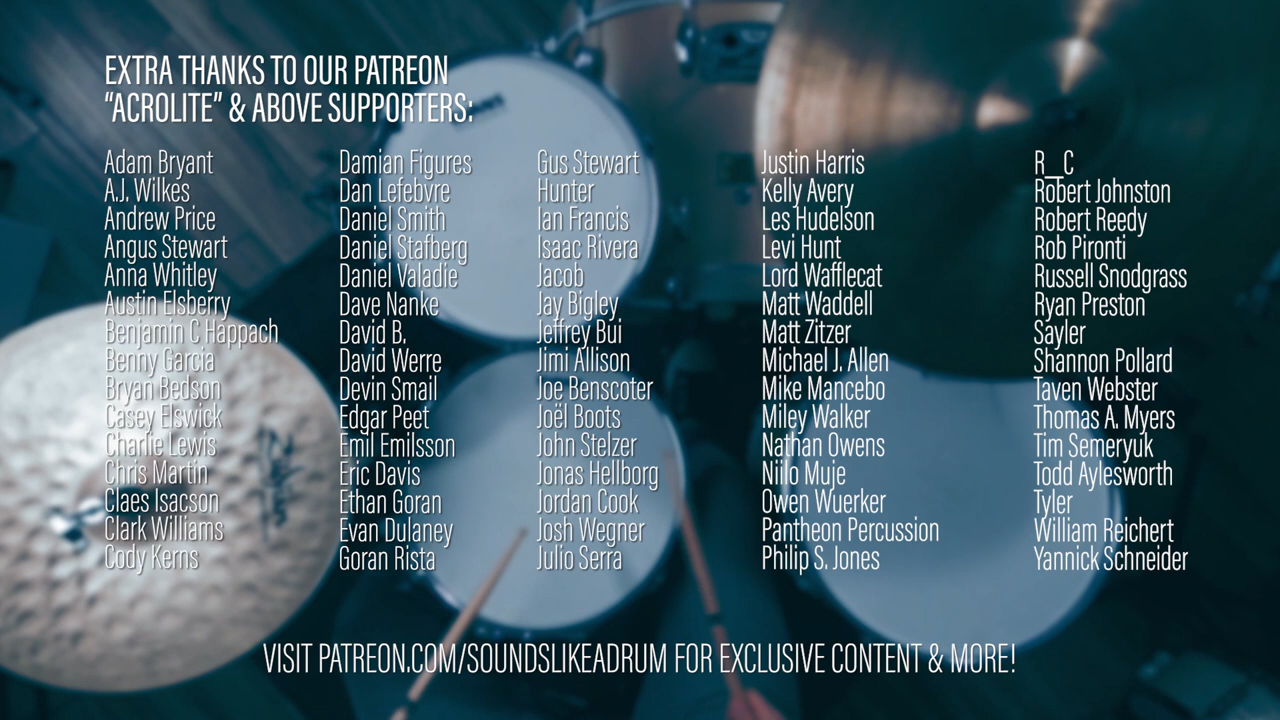 EXTRA THANKS TO OUR PATREON
“ACROLITE” & ABOVE SUPPORTERS:
Adam Bryant
A.J. Wilkes
Andrew Price
Angus Stewart
Anna Whitley
Austin Elsberry
Benjamin C Happach
Benny Garcia
Bryan Bedson
Casey Elswick
Charlie Lewis
Chris Martin
Claes Isacson
Clark Williams
Cody Kerns
Damian Figures
Dan Lefebvre
Daniel Smith
Daniel Stafberg
Daniel Valadie
Dave Nanke
David B.
David Werre
Devin Smail
Edgar Peet
Emil Emilsson
Eric Davis
Ethan Goran
Evan Dulaney
Goran Rista
Gus Stewart
Hunter
Ian Francis
Isaac Rivera
Jacob
Jay Bigley
Jeffrey Bui
Jimi Allison
Joe Benscoter
Joël Boots
John Stelzer
Jonas Hellborg
Jordan Cook
Josh Wegner
Julio Serra
Justin Harris
Kelly Avery
Les Hudelson
Levi Hunt
Lord Wafflecat
Matt Waddell
Matt Zitzer
Michael J. Allen
Mike Mancebo
Miley Walker
Nathan Owens
Niilo Muje
Owen Wuerker
Pantheon Percussion
Philip S. Jones
R__C
Robert Johnston
Robert Reedy
Rob Pironti
Russell Snodgrass
Ryan Preston
Sayler
Shannon Pollard
Taven Webster
Thomas A. Myers
Tim Semeryuk
Todd Aylesworth
Tyler
William Reichert
Yannick Schneider
VISIT PATREON.COM/SOUNDSLIKEADRUM FOR EXCLUSIVE CONTENT & MORE!